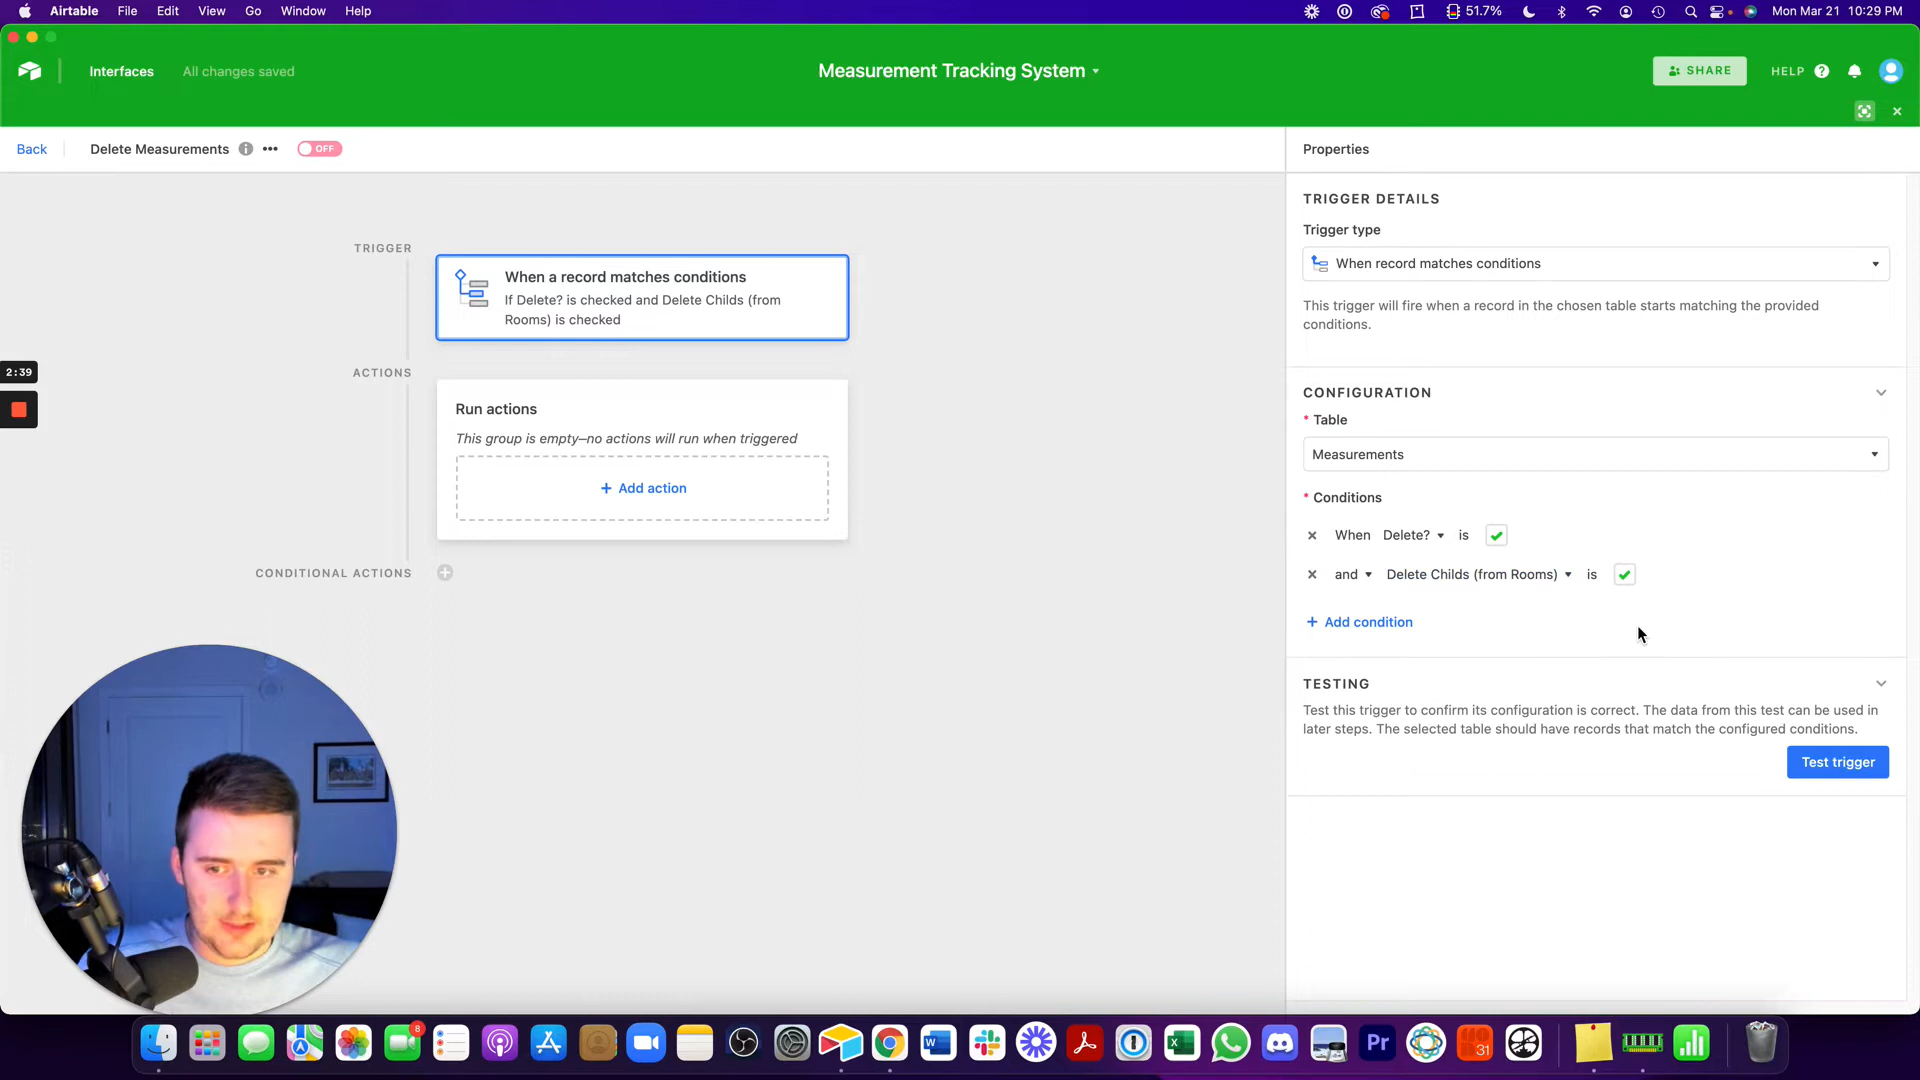 Airtable File Edit View Go Window Help 51.7% Mon Mar 21 10:29 PM
Interfaces All changes saved Measurement Tracking System SHARE HELP
Back Delete Measurements OFF Properties
TRIGGER DETAILS
Trigger type
When record matches conditions
This trigger will fire when a record in the chosen table starts matching the provided
conditions.
TRIGGER
When a record matches conditions
If Delete? is checked and Delete Childs (from
Rooms) is checked
2:39
ACTIONS
Run actions
This group is empty—no actions will run when triggered
+ Add action
CONDITIONAL ACTIONS
CONFIGURATION
* Table
Measurements
* Conditions
When Delete? is
and Delete Childs (from Rooms) is
+ Add condition
TESTING
Test this trigger to confirm its configuration is correct. The data from this test can be used in
later steps. The selected table should have records that match the configured conditions.
Test trigger
8
W
X
Pr
31